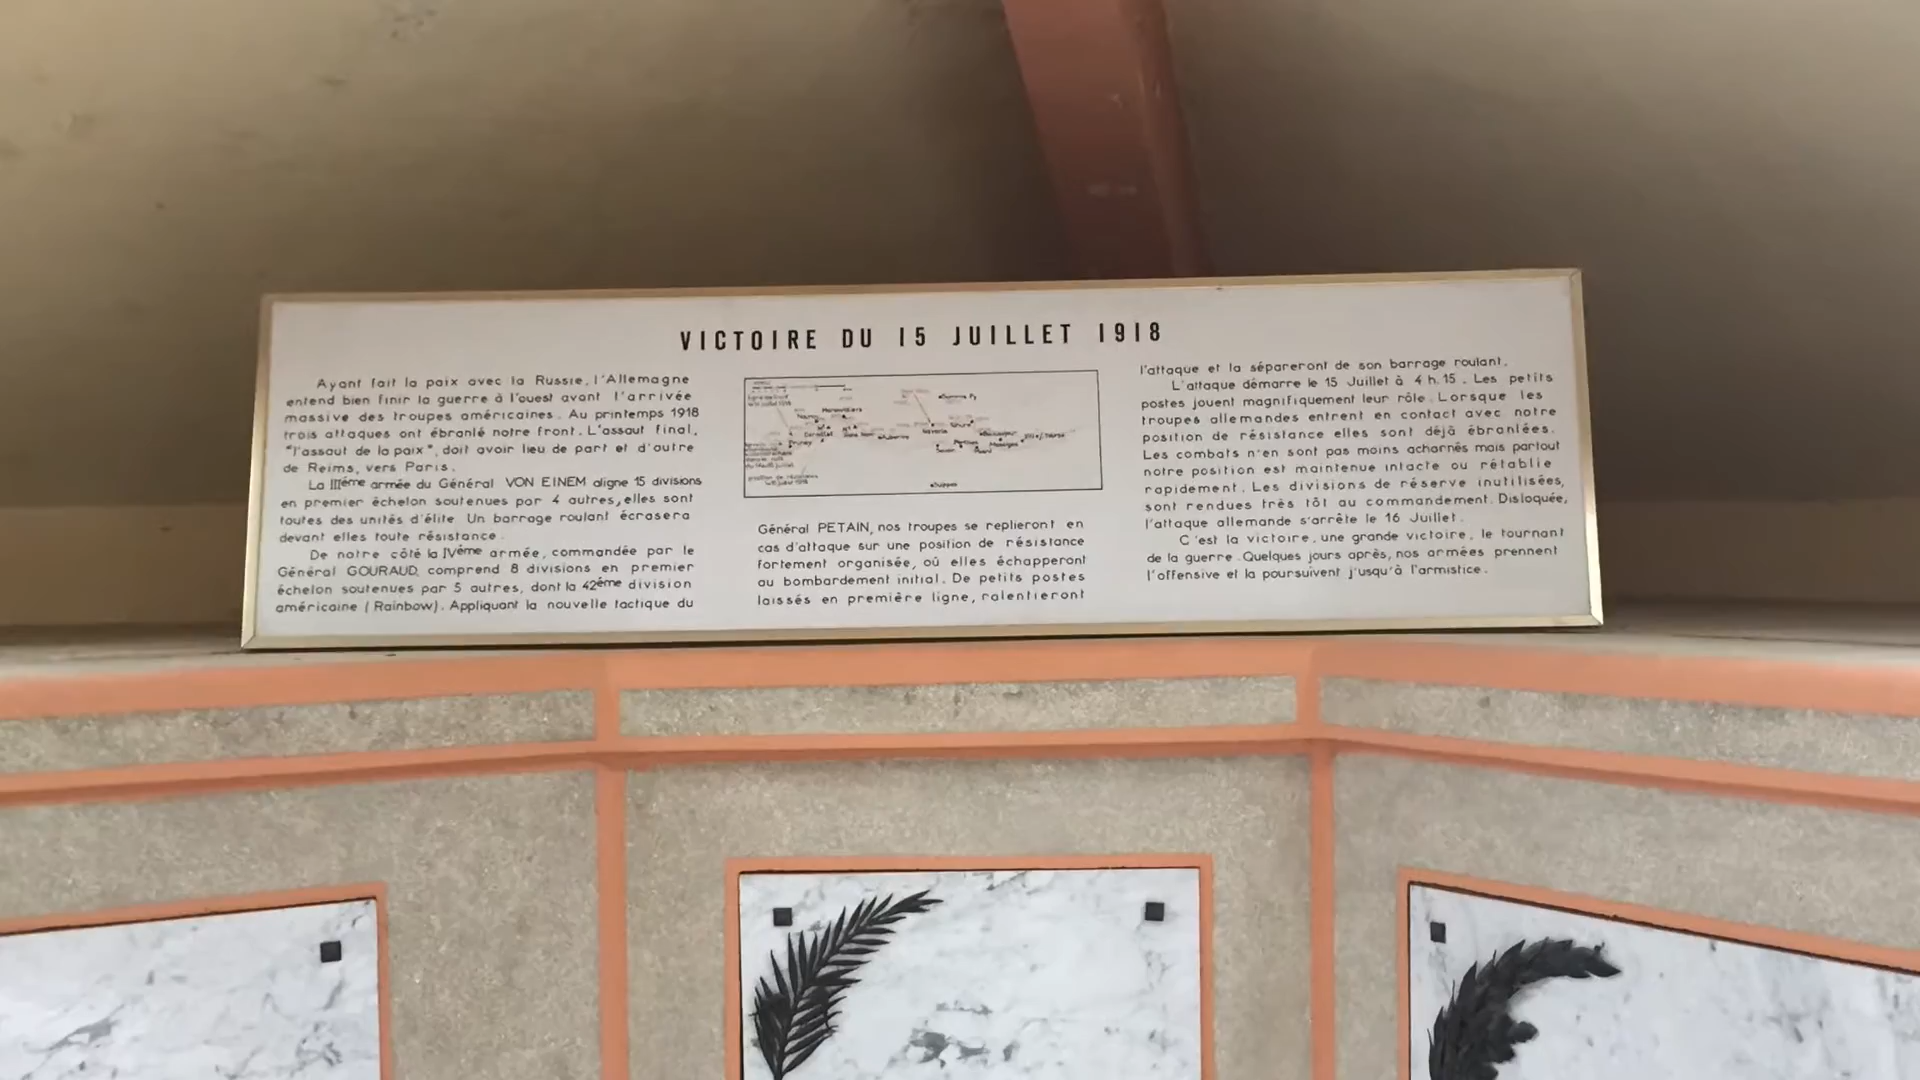 VICTOIRE DU 15 JUILLET 1918
Ayant fait la paix avec la Russie, l'Allemagne
entend bien finir la guerre à l'ouest avant l'arrivée
massive des troupes américaines. Au printemps 1918
trois attaques ont ébranlé notre front. L'assaut final,
"l'assaut de la paix", doit avoir lieu de part et d'autre
de Reims, vers Paris.
La IIIéme armée du Général VON EINEM aligne 15 divisions
en premier échelon soutenues par 4 autres, elles sont
toutes des unités d'élite. Un barrage roulant écrasera
devant elles toute résistance.
De notre côté la IVéme armée, commandée par le
Général GOURAUD, comprend 8 divisions en premier
échelon soutenues par 5 autres, dont la 42éme division
américaine (Rainbow). Appliquant la nouvelle tactique du
Général PETAIN, nos troupes se replieront en
cas d'attaque sur une position de résistance
fortement organisée, où elles échapperont
au bombardement initial. De petits postes
laissés en première ligne, ralentieront
l'attaque et la sépareront de son barrage roulant.
L'attaque démarre le 15 Juillet à 4 h. 15. Les petits
postes jouent magnifiquement leur rôle. Lorsque les
troupes allemandes entrent en contact avec notre
position de résistance elles sont déjà ébranlées.
Les combats n'en sont pas moins acharnés mais partout
notre position est maintenue intacte ou rétablie
rapidement. Les divisions de réserve inutilisées,
sont rendues très tôt au commandement. Disloquée,
l'attaque allemande s'arrête le 16 Juillet.
C'est la victoire, une grande victoire, le tournant
de la guerre. Quelques jours après, nos armées prennent
l'offensive et la poursuivent j'usqu'à l'armistice.